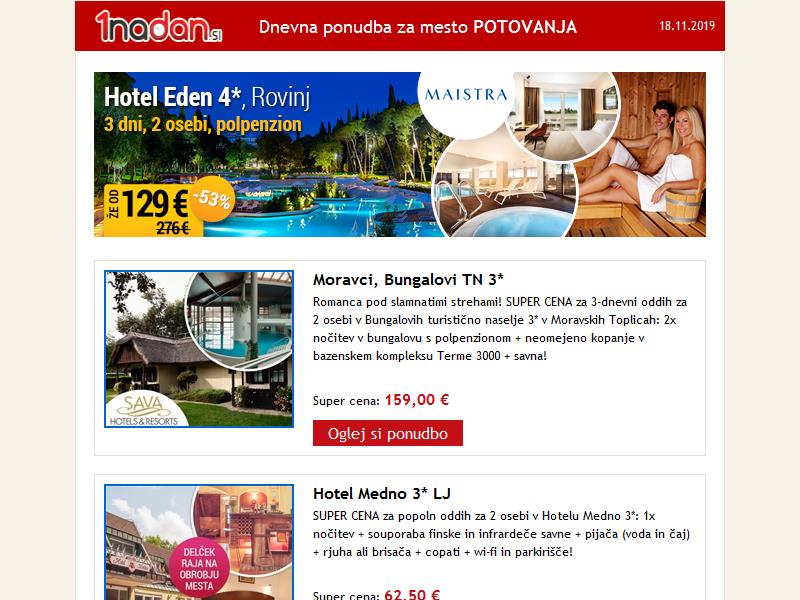 1nadan.si
Dnevna ponudba za mesto POTOVANJA
18.11.2019
Hotel Eden 4*, Rovinj
3 dni, 2 osebi, polpenzion
ŽE OD 129 €
-53%
276 €
MAISTRA
Moravci, Bungalovi TN 3*
Romanca pod slamnatimi strehami! SUPER CENA za 3-dnevni oddih za
2 osebi v Bungalovih turistično naselje 3* v Moravskih Toplicah: 2x
nočitev v bungalovu s polpenzionom + neomejeno kopanje v
bazenskem kompleksu Terme 3000 + savna!
Super cena: 159,00 €
Oglej si ponudbo
SAVA
HOTELS & RESORTS
Hotel Medno 3* LJ
SUPER CENA za popoln oddih za 2 osebi v Hotelu Medno 3*: 1x
nočitev + souporaba finske in infrardeče savne + pijača (voda in čaj)
+ rjuha ali brisača + copati + wi-fi in parkirišče!
Super cena: 62,50 €
DELČEK
RAJA NA
OBROBJU
MESTA